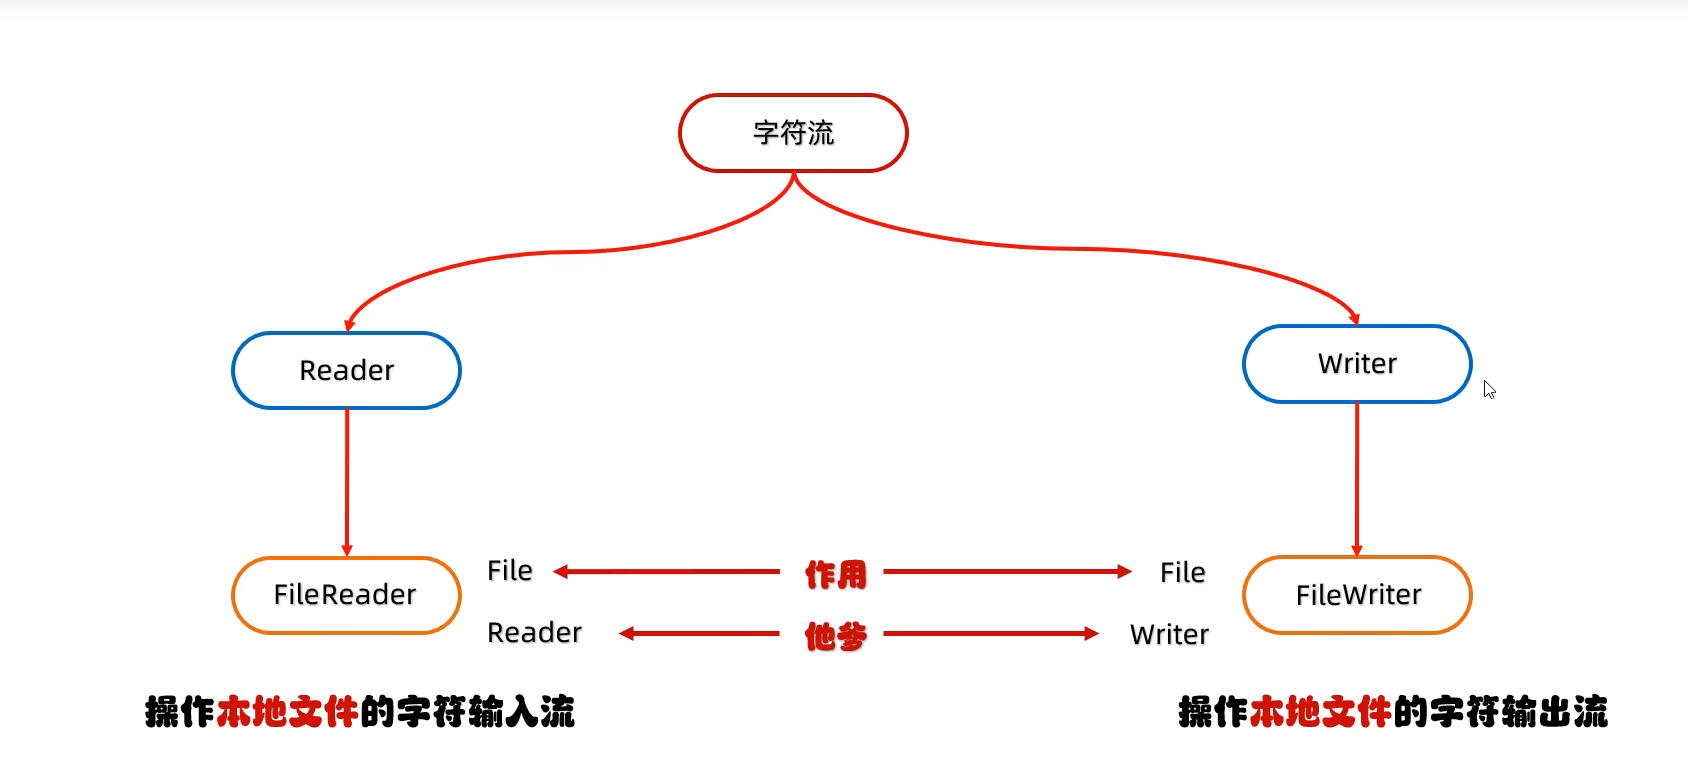 字符流
Reader
Writer
FileReader
File
作用
File
FileWriter
Reader
他爹
Writer
操作本地文件的字符输入流
操作本地文件的字符输出流